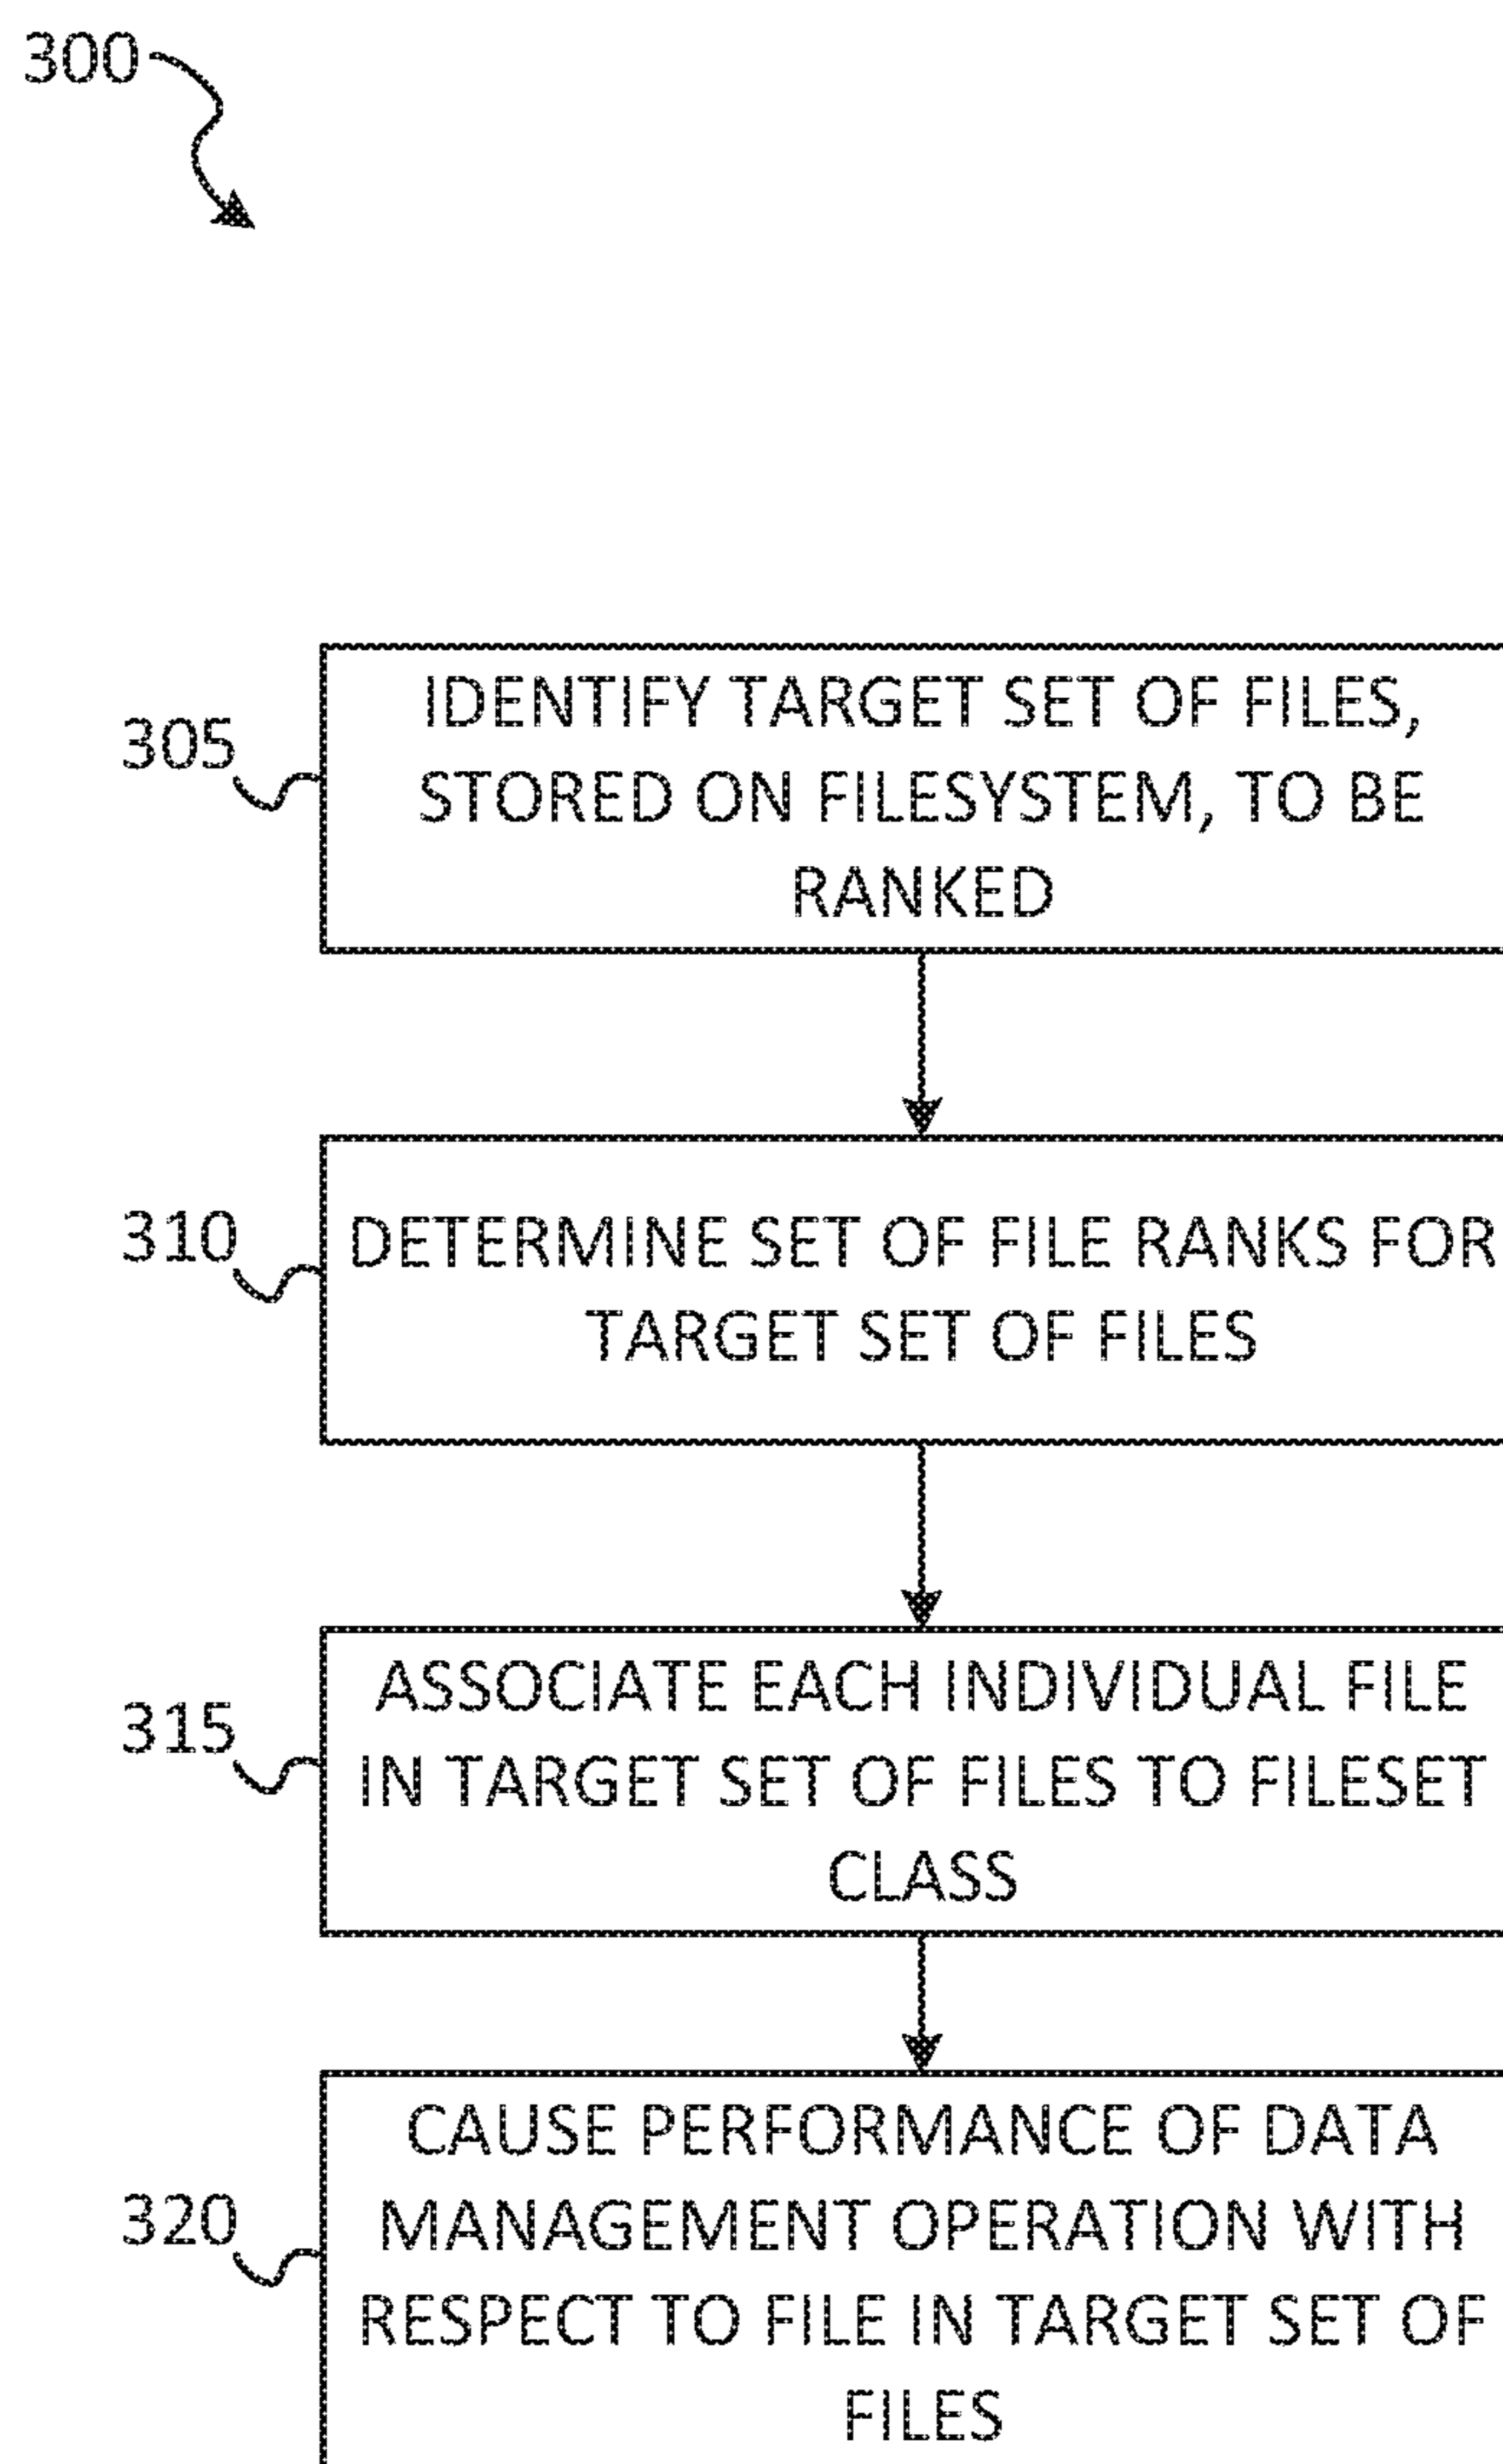 300
305
IDENTIFY TARGET SET OF FILES,
STORED ON FILESYSTEM, TO BE
RANKED
310
DETERMINE SET OF FILE RANKS FOR
TARGET SET OF FILES
315
ASSOCIATE EACH INDIVIDUAL FILE
IN TARGET SET OF FILES TO FILESET
CLASS
320
CAUSE PERFORMANCE OF DATA
MANAGEMENT OPERATION WITH
RESPECT TO FILE IN TARGET SET OF
FILES